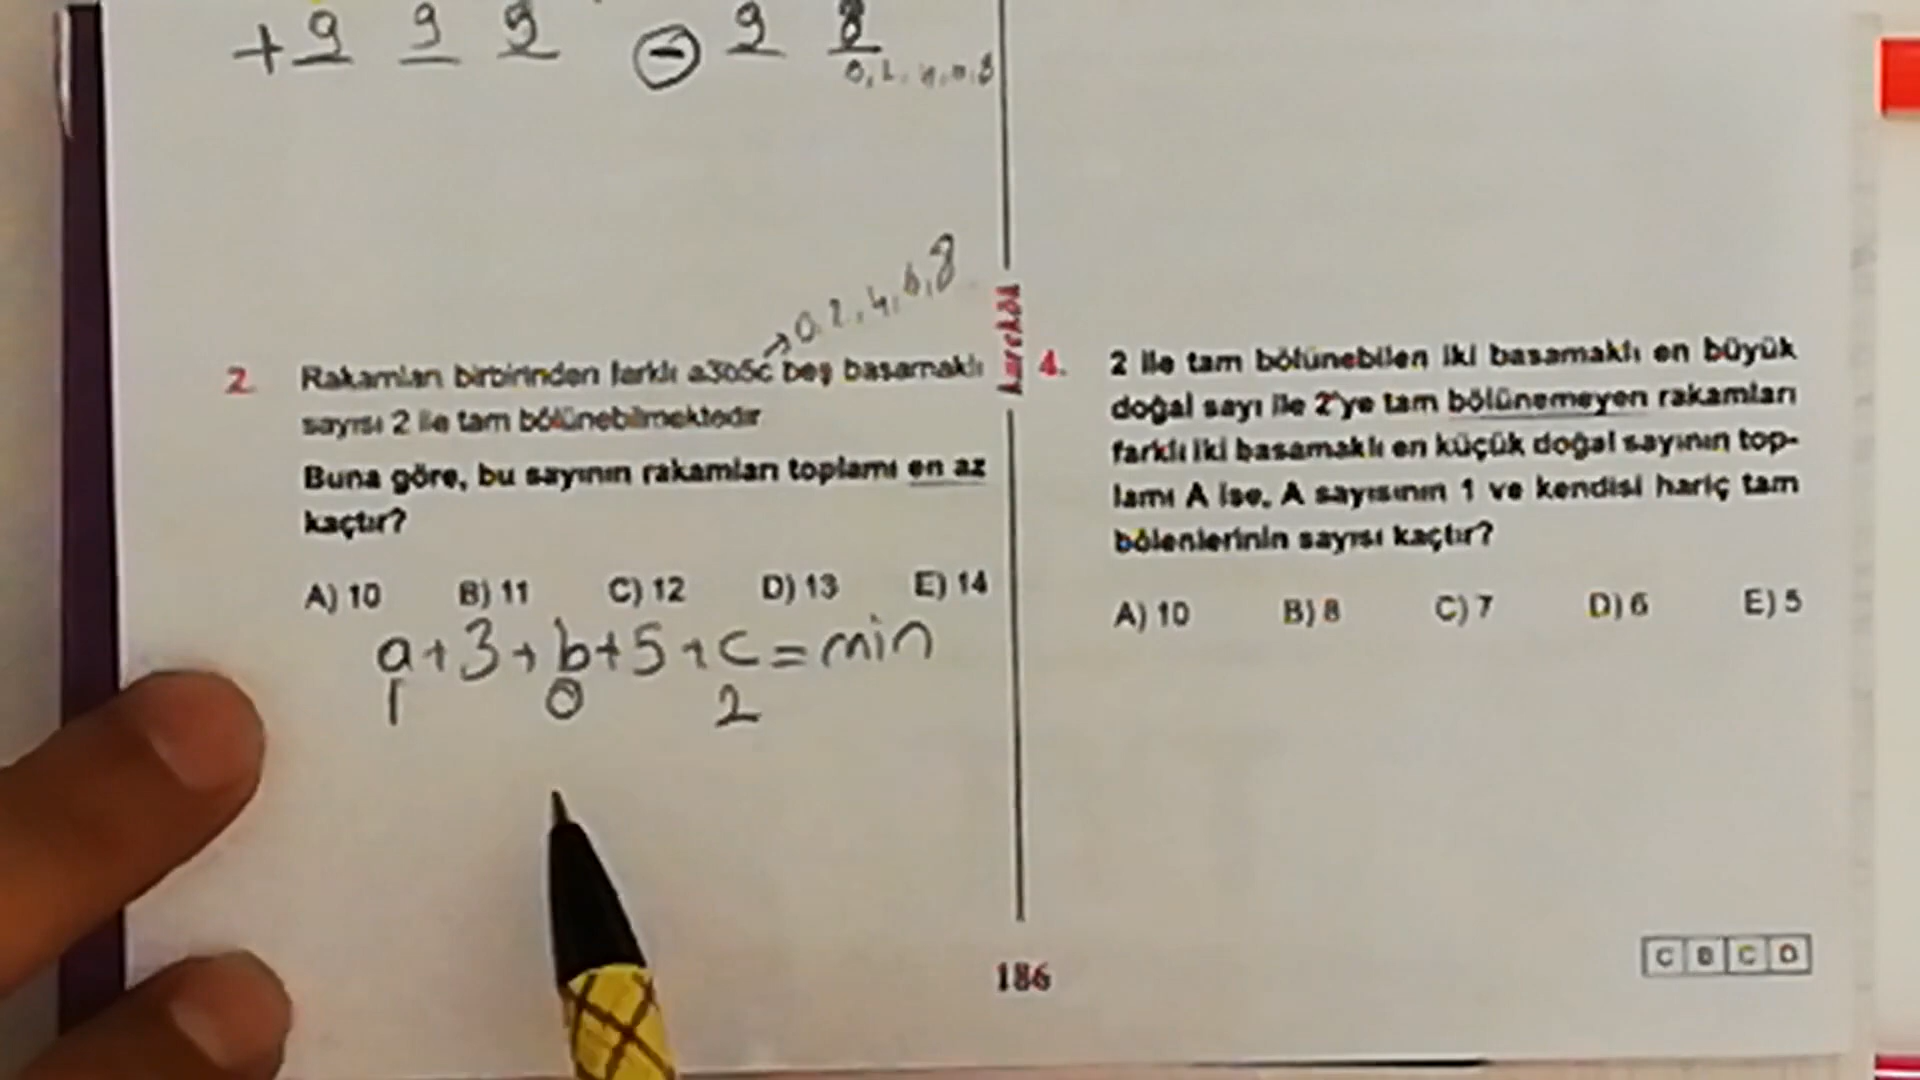 + 9 9 9 - 9 8
0, 2, 4, 6, 8
→ 0, 2, 4, 6, 8
2. Rakamları birbirinden farklı a3b5c beş basamaklı
sayısı 2 ile tam bölünebilmektedir
Buna göre, bu sayının rakamları toplamı en az
kaçtır?
A) 10 B) 11 C) 12 D) 13 E) 14
a+3+b+5+c=min
1 0 2
karekök
4. 2 ile tam bölünebilen iki basamaklı en büyük
doğal sayı ile 2'ye tam bölünemeyen rakamları
farklı iki basamaklı en küçük doğal sayının top-
lamı A ise, A sayısının 1 ve kendisi hariç tam
bölenlerinin sayısı kaçtır?
A) 10 B) 8 C) 7 D) 6 E) 5
C B C D
186